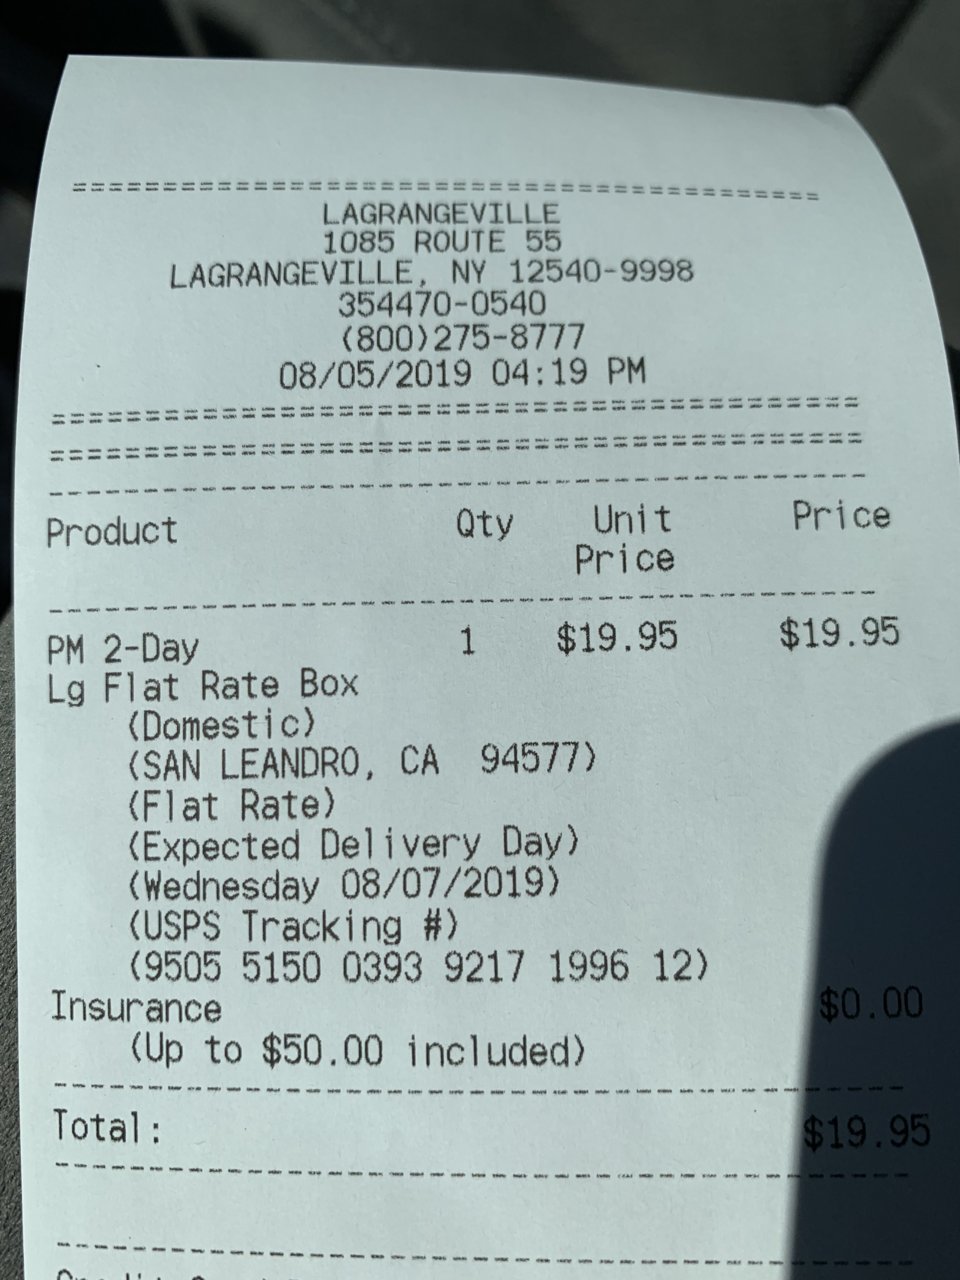 LAGRANGEVILLE
1085 ROUTE 55
LAGRANGEVILLE, NY 12540-9998
354470-0540
(800)275-8777
08/05/2019 04:19 PM
Product Qty Unit Price
Price
PM 2-Day 1 $19.95 $19.95
Lg Flat Rate Box
(Domestic)
(SAN LEANDRO, CA 94577)
(Flat Rate)
(Expected Delivery Day)
(Wednesday 08/07/2019)
(USPS Tracking #)
(9505 5150 0393 9217 1996 12)
Insurance $0.00
(Up to $50.00 included)
Total: $19.95